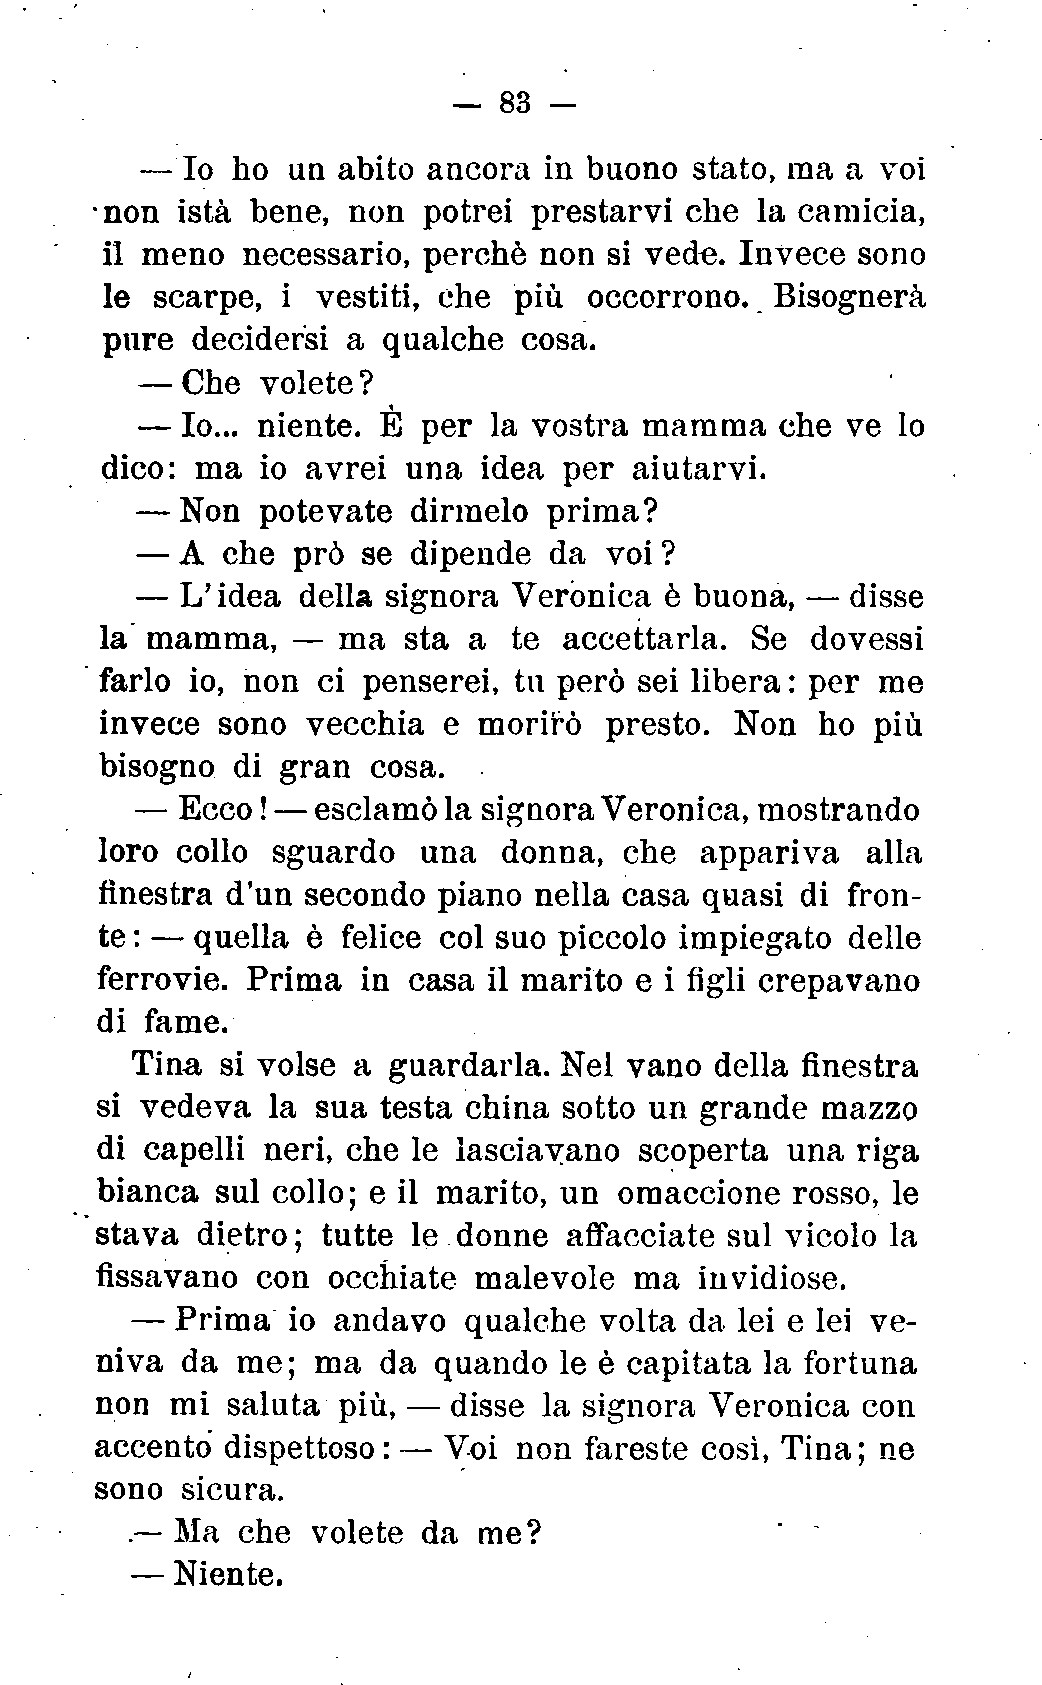 — 83 —
— Io ho un abito ancora in buono stato, ma a voi
non istà bene, non potrei prestarvi che la camicia,
il meno necessario, perchè non si vede. Invece sono
le scarpe, i vestiti, che più occorrono. Bisognerà
pure decidersi a qualche cosa.
— Che volete?
— Io... niente. È per la vostra mamma che ve lo
dico: ma io avrei una idea per aiutarvi.
— Non potevate dirmelo prima?
— A che prò se dipende da voi?
— L'idea della signora Veronica è buona, — disse
la mamma, — ma sta a te accettarla. Se dovessi
farlo io, non ci penserei, tu però sei libera: per me
invece sono vecchia e morirò presto. Non ho più
bisogno di gran cosa.
— Ecco! — esclamò la signora Veronica, mostrando
loro collo sguardo una donna, che appariva alla
finestra d'un secondo piano nella casa quasi di fron-
te: — quella è felice col suo piccolo impiegato delle
ferrovie. Prima in casa il marito e i figli crepavano
di fame.
Tina si volse a guardarla. Nel vano della finestra
si vedeva la sua testa china sotto un grande mazzo
di capelli neri, che le lasciavano scoperta una riga
bianca sul collo; e il marito, un omaccione rosso, le
stava dietro; tutte le donne affacciate sul vicolo la
fissavano con occhiate malevole ma invidiose.
— Prima io andavo qualche volta da lei e lei ve-
niva da me; ma da quando le è capitata la fortuna
non mi saluta più, — disse la signora Veronica con
accento dispettoso: — Voi non fareste così, Tina; ne
sono sicura.
— Ma che volete da me?
— Niente.